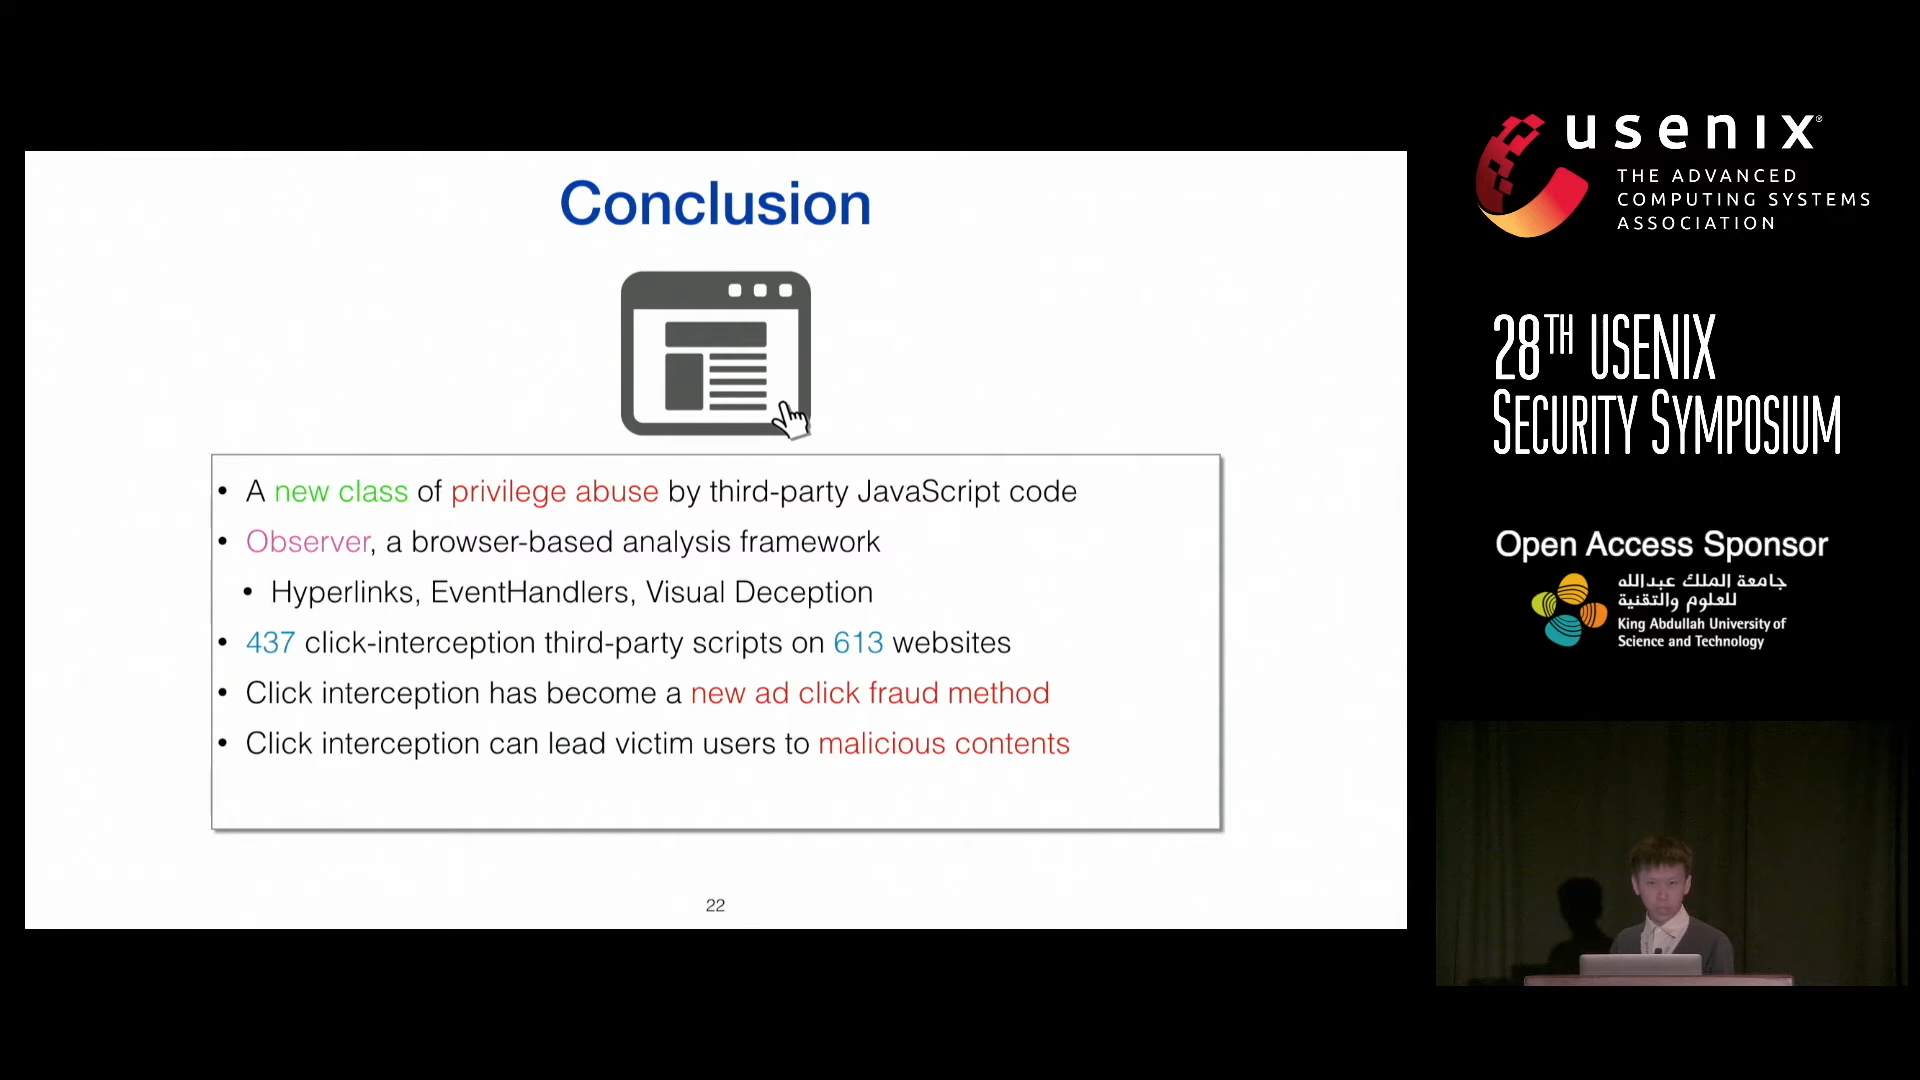 Conclusion
• A new class of privilege abuse by third-party JavaScript code
• Observer, a browser-based analysis framework
• Hyperlinks, EventHandlers, Visual Deception
• 437 click-interception third-party scripts on 613 websites
• Click interception has become a new ad click fraud method
• Click interception can lead victim users to malicious contents
22
usenix®
THE ADVANCED
COMPUTING SYSTEMS
ASSOCIATION
28TH USENIX
SECURITY SYMPOSIUM
Open Access Sponsor
جامعة الملك عبدالله
للعلوم والتقنية
King Abdullah University of
Science and Technology